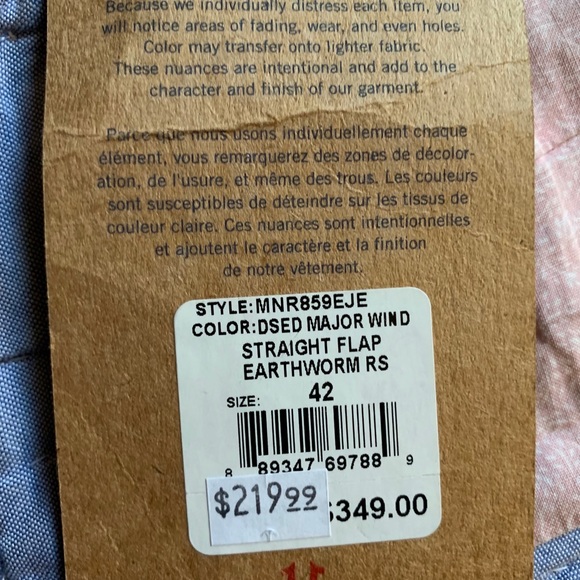 Because we individually distress each item, you
will notice areas of fading, wear, and even holes.
Color may transfer onto lighter fabric.
These nuances are intentional and add to the
character and finish of our garment.
Parce que nous usons individuellement chaque
élément, vous remarquerez des zones de décolor-
ation, de l'usure, et même des trous. Les couleurs
sont susceptibles de déteindre sur les tissus de
couleur claire. Ces nuances sont intentionnelles
et ajoutent le caractère et la finition
de notre vêtement.
STYLE:MNR859EJE
COLOR:DSED MAJOR WIND
STRAIGHT FLAP
EARTHWORM RS
SIZE: 42
8 89347 69788 9
$219.99 $349.00